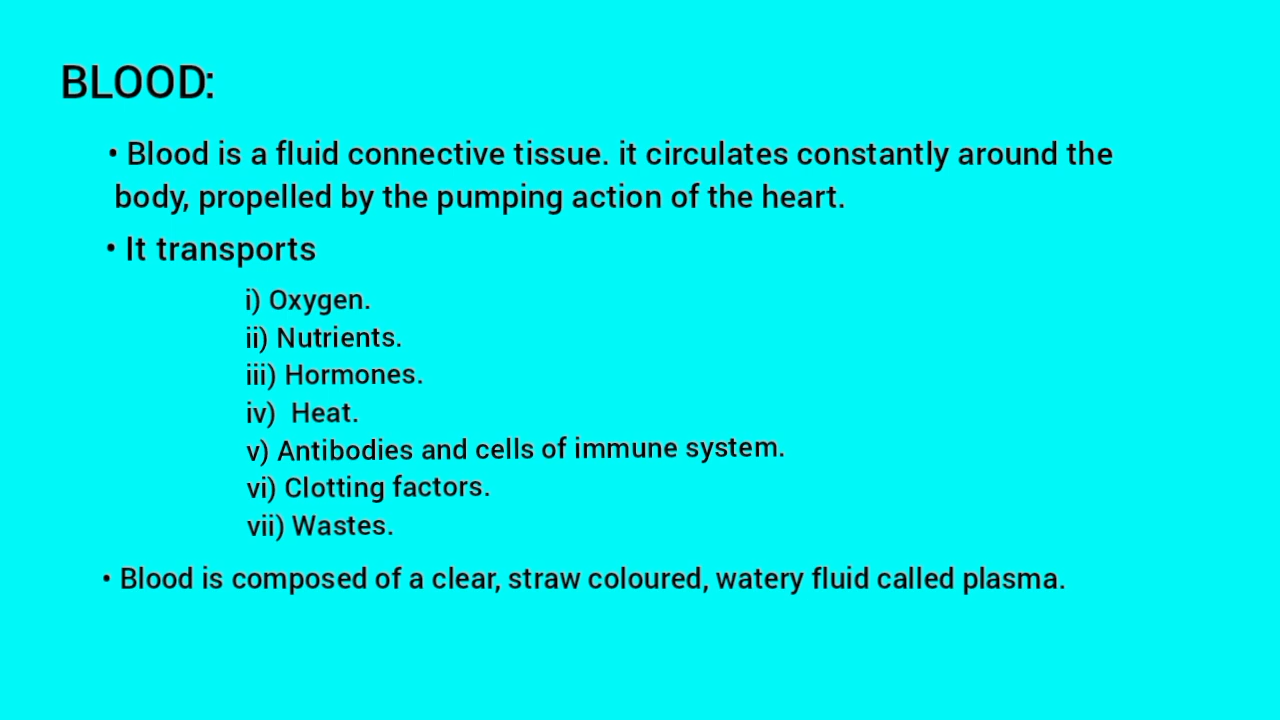 BLOOD:
• Blood is a fluid connective tissue. it circulates constantly around the
body, propelled by the pumping action of the heart.
• It transports
i) Oxygen.
ii) Nutrients.
iii) Hormones.
iv) Heat.
v) Antibodies and cells of immune system.
vi) Clotting factors.
vii) Wastes.
• Blood is composed of a clear, straw coloured, watery fluid called plasma.